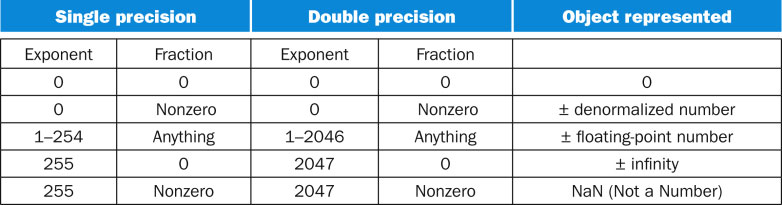 Single precision Double precision Object represented
Exponent Fraction Exponent Fraction
0 0 0 0 0
0 Nonzero 0 Nonzero ± denormalized number
1–254 Anything 1–2046 Anything ± floating-point number
255 0 2047 0 ± infinity
255 Nonzero 2047 Nonzero NaN (Not a Number)